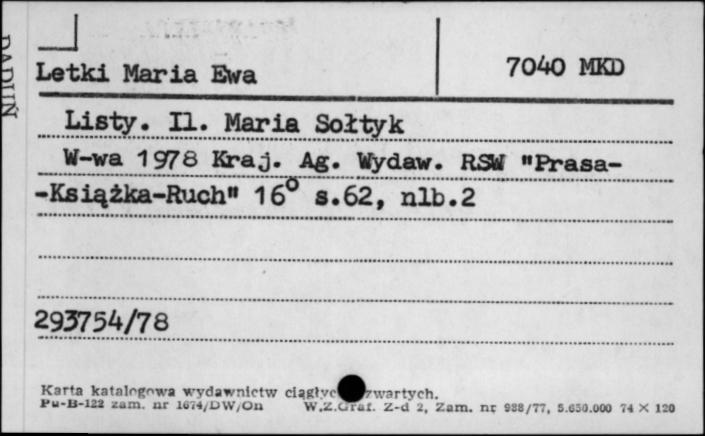 Letki Maria Ewa
7040 MKD
Listy. Il. Maria Sołtyk
W-wa 1978 Kraj. Ag. Wydaw. RSW "Prasa-
-Książka-Ruch" 16° s.62, nlb.2
293754/78
Karta katalogowa wydawnictw zwartych.
Pu-B-122 zam. nr 1674/DW/On W.Z.Graf. Z-d 2, Zam. nr 988/77, 5.650.000 74 × 120